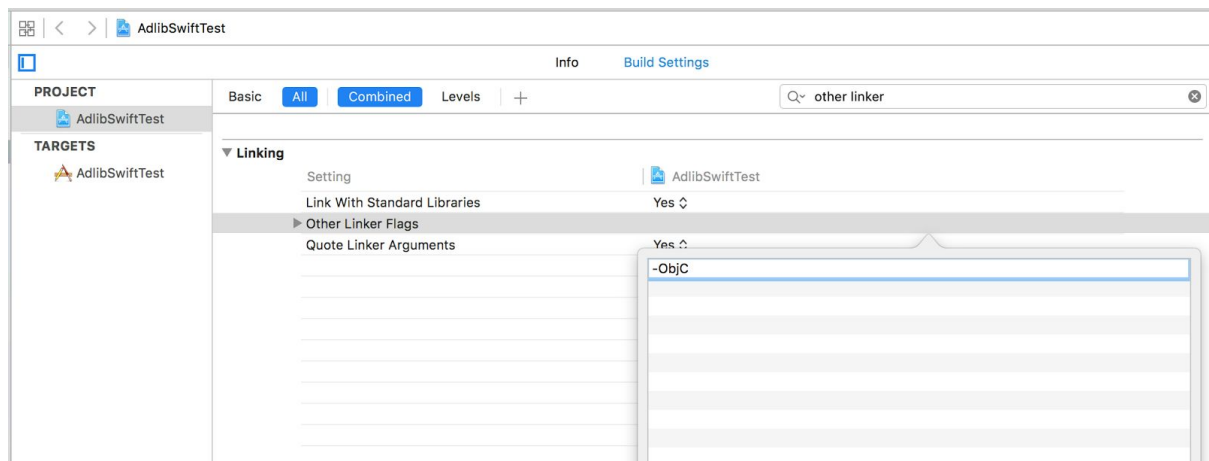 AdlibSwiftTest
Info Build Settings
PROJECT
AdlibSwiftTest
TARGETS
AdlibSwiftTest
Basic All Combined Levels + other linker
Linking
Setting AdlibSwiftTest
Link With Standard Libraries Yes
Other Linker Flags
Quote Linker Arguments Yes
-ObjC